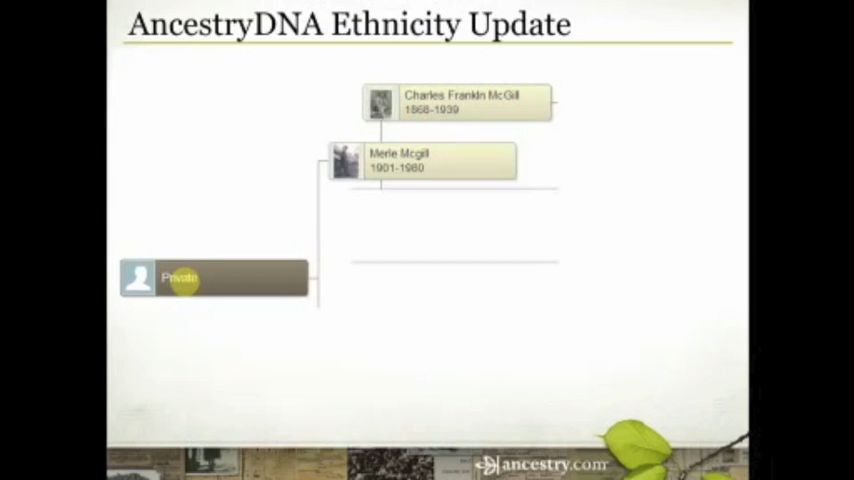 AncestryDNA Ethnicity Update
Charles Franklin McGill
1868-1939
Merle Mcgill
1901-1980
Private
ancestry.com